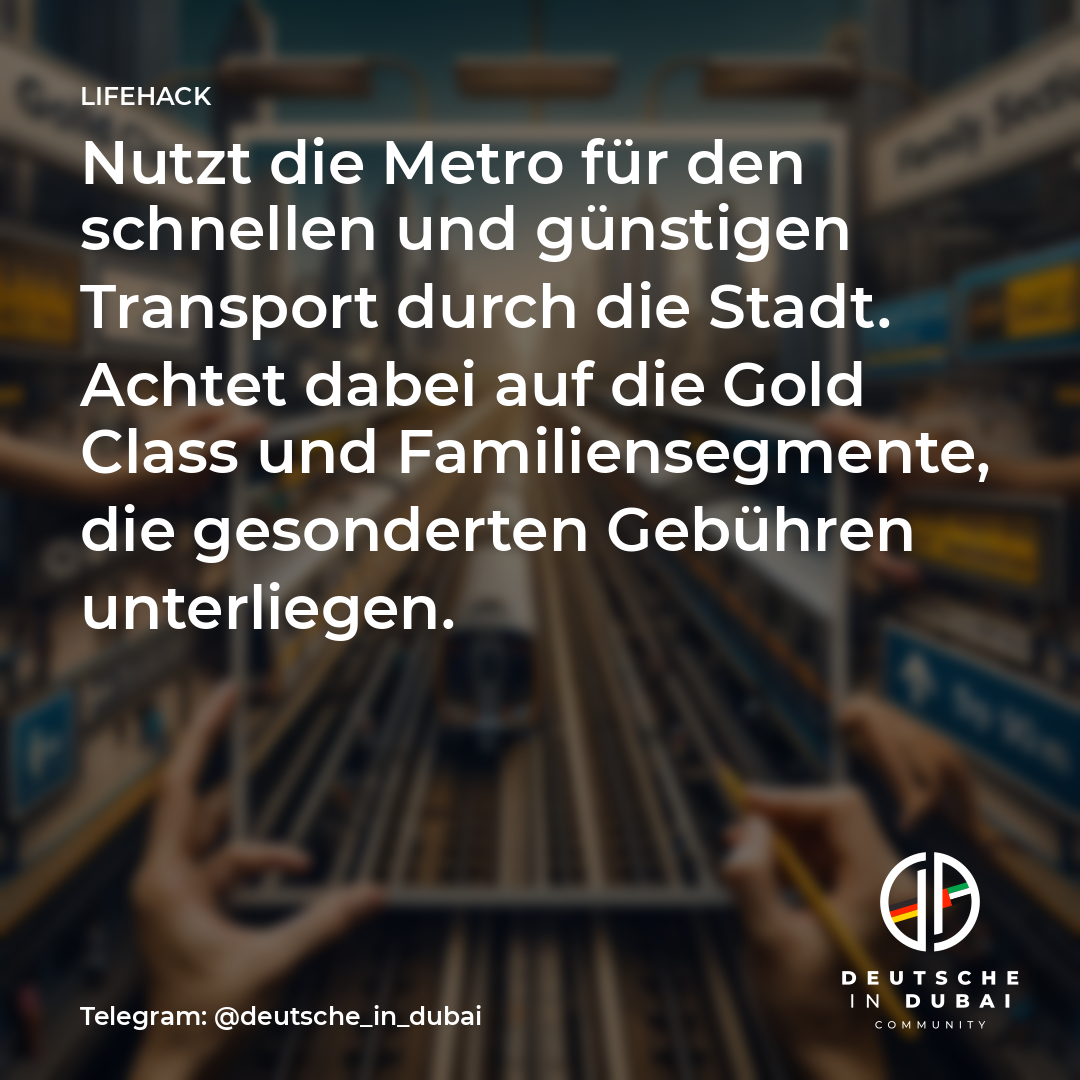 LIFEHACK
Nutzt die Metro für den
schnellen und günstigen
Transport durch die Stadt.
Achtet dabei auf die Gold
Class und Familiensegmente,
die gesonderten Gebühren
unterliegen.
DEUTSCHE
IN DUBAI
COMMUNITY
Telegram: @deutsche_in_dubai